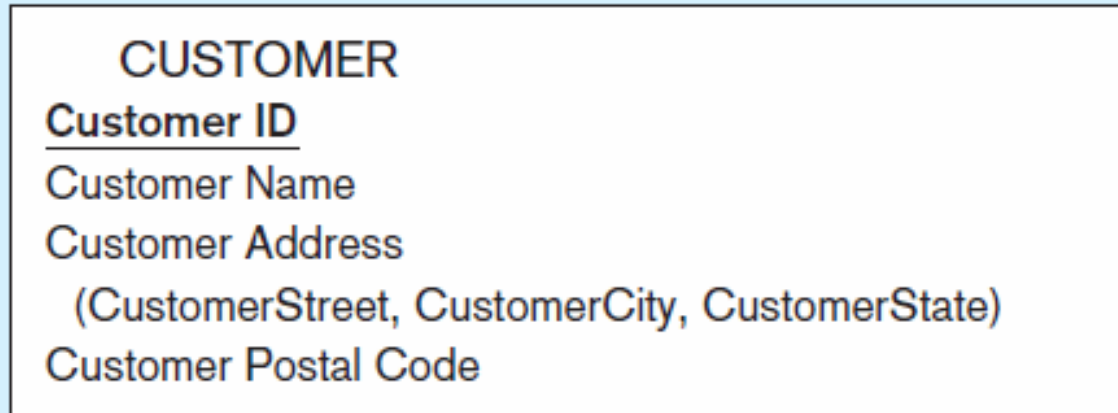 CUSTOMER
Customer ID
Customer Name
Customer Address
(CustomerStreet, CustomerCity, CustomerState)
Customer Postal Code